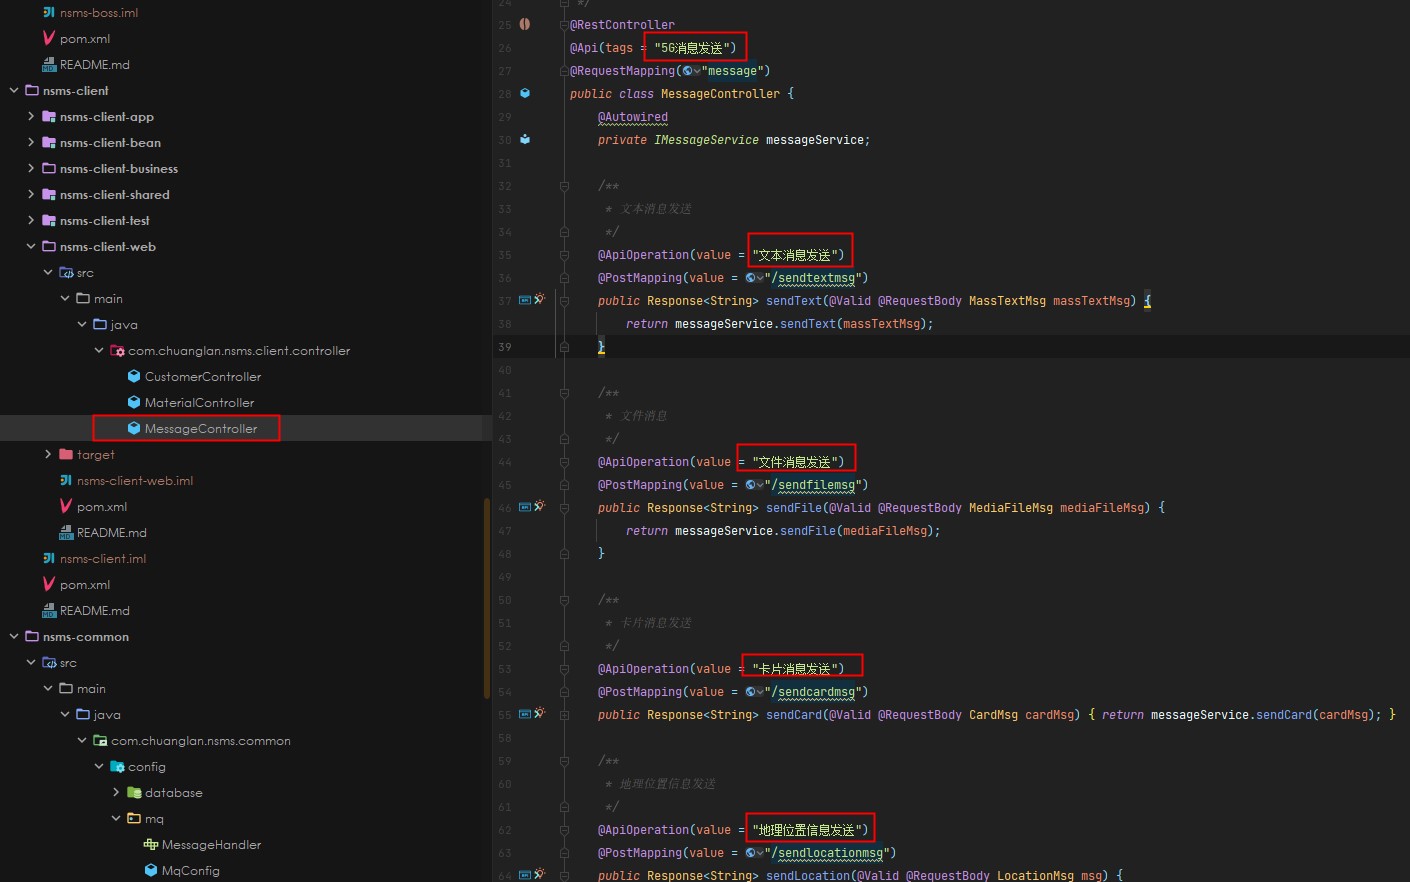 nsms-boss.iml
pom.xml
README.md
nsms-client
nsms-client-app
nsms-client-bean
nsms-client-business
nsms-client-shared
nsms-client-test
nsms-client-web
src
main
java
com.chuanglan.nsms.client.controller
CustomerController
MaterialController
MessageController
target
nsms-client-web.iml
pom.xml
README.md
nsms-client.iml
pom.xml
README.md
nsms-common
src
main
java
com.chuanglan.nsms.common
config
database
mq
MessageHandler
MqConfig
24 */
25 @RestController
26 @Api(tags = "5G消息发送")
27 @RequestMapping("message")
28 public class MessageController {
29 @Autowired
30 private IMessageService messageService;
31
32 /**
33 * 文本消息发送
34 */
35 @ApiOperation(value = "文本消息发送")
36 @PostMapping(value = "/sendtextmsg")
37 public Response<String> sendText(@Valid @RequestBody MassTextMsg massTextMsg) {
38 return messageService.sendText(massTextMsg);
39 }
40
41 /**
42 * 文件消息
43 */
44 @ApiOperation(value = "文件消息发送")
45 @PostMapping(value = "/sendfilemsg")
46 public Response<String> sendFile(@Valid @RequestBody MediaFileMsg mediaFileMsg) {
47 return messageService.sendFile(mediaFileMsg);
48 }
49
50 /**
51 * 卡片消息发送
52 */
53 @ApiOperation(value = "卡片消息发送")
54 @PostMapping(value = "/sendcardmsg")
55 public Response<String> sendCard(@Valid @RequestBody CardMsg cardMsg) { return messageService.sendCard(cardMsg); }
58
59 /**
60 * 地理位置信息发送
61 */
62 @ApiOperation(value = "地理位置信息发送")
63 @PostMapping(value = "/sendlocationmsg")
64 public Response<String> sendLocation(@Valid @RequestBody LocationMsg msg) {